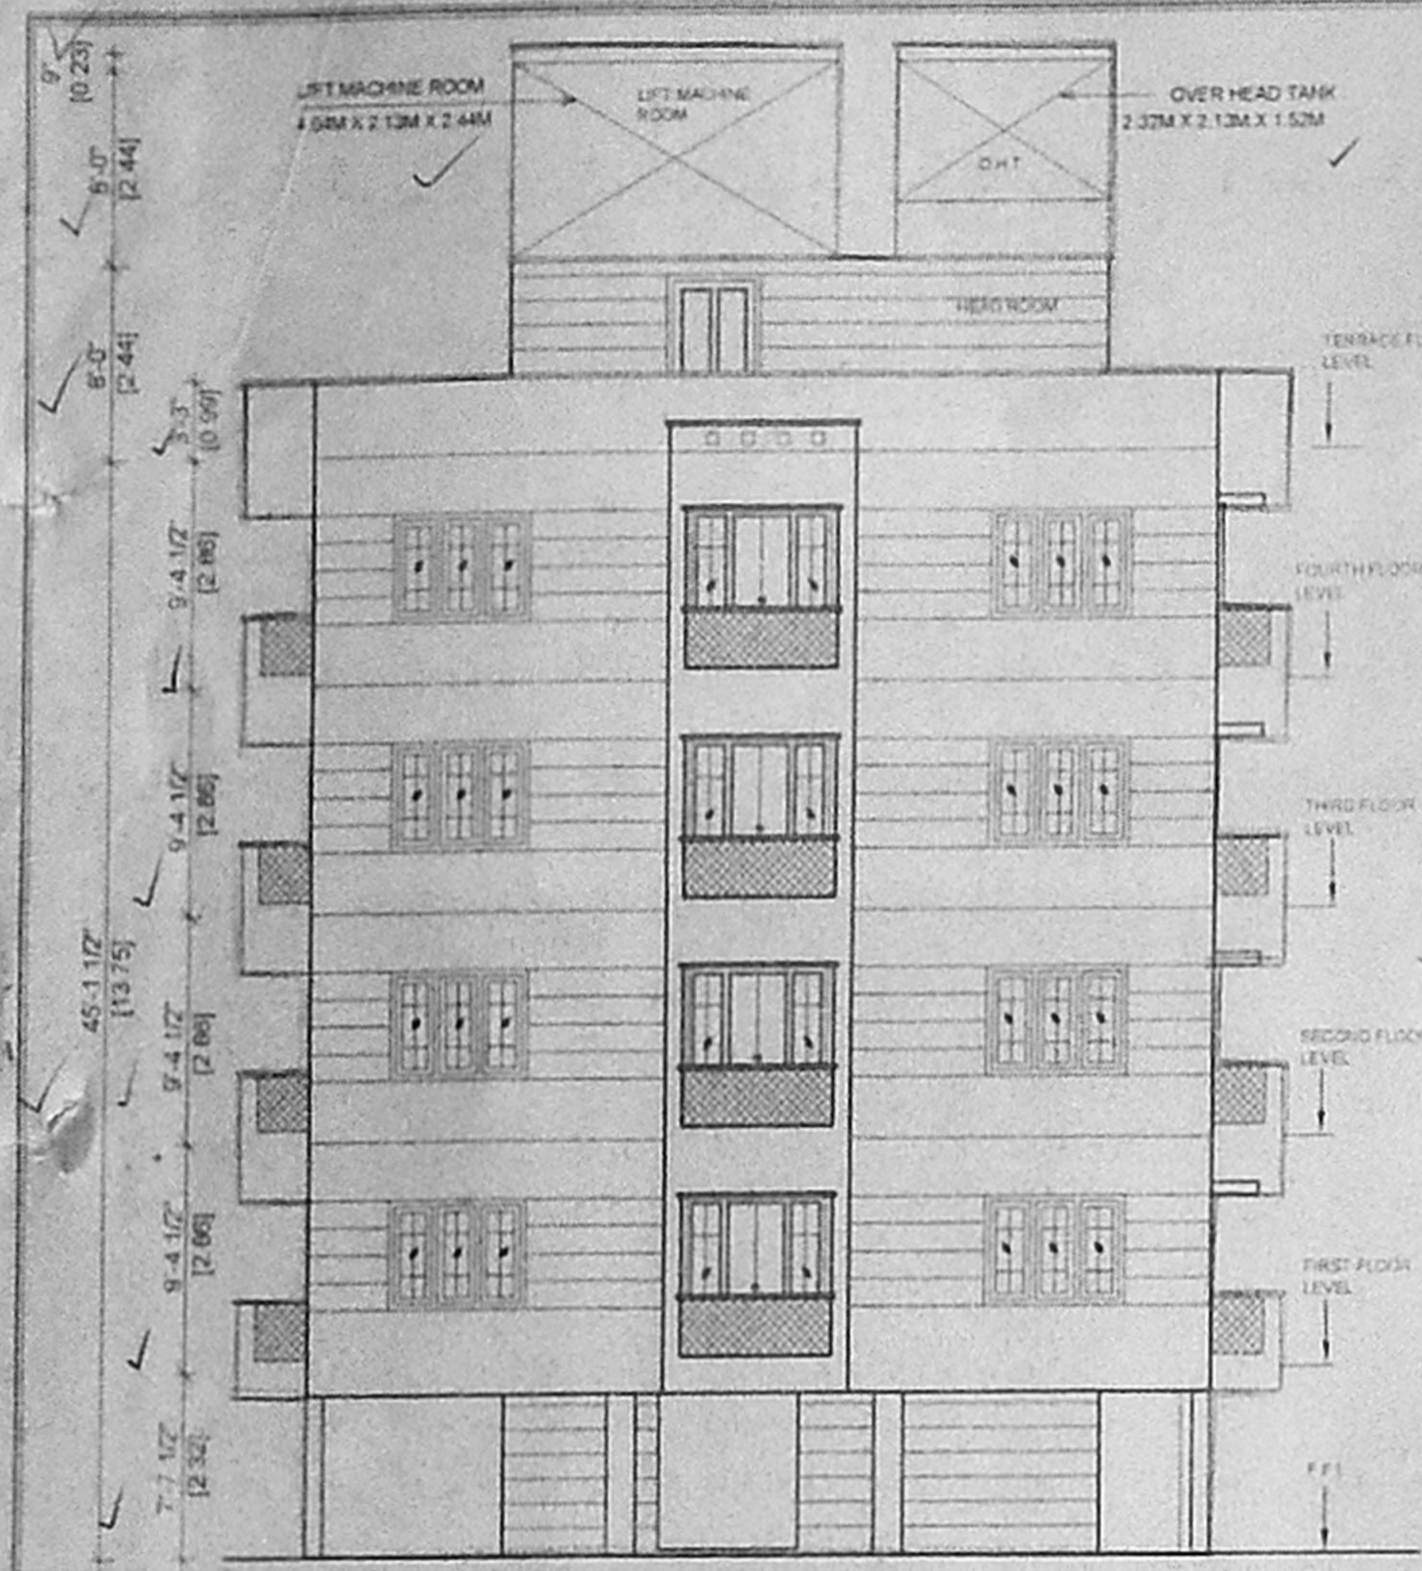 9"
[0.23]
LIFT MACHINE ROOM
4.04M X 2.13M X 2.44M
LIFT MACHINE
ROOM
OVER HEAD TANK
2.32M X 2.13M X 1.52M
O.H.T
8'-0"
[2.44]
HEAD ROOM
8'-0"
[2.44]
TERRACE FL
LEVEL
3'-3"
[0.99]
9'-4 1/2"
[2.86]
FOURTH FLOOR
LEVEL
9'-4 1/2"
[2.86]
THIRD FLOOR
LEVEL
45'-1 1/2"
[13.75]
9'-4 1/2"
[2.86]
SECOND FLOOR
LEVEL
9'-4 1/2"
[2.86]
FIRST FLOOR
LEVEL
7'-7 1/2"
[2.32]